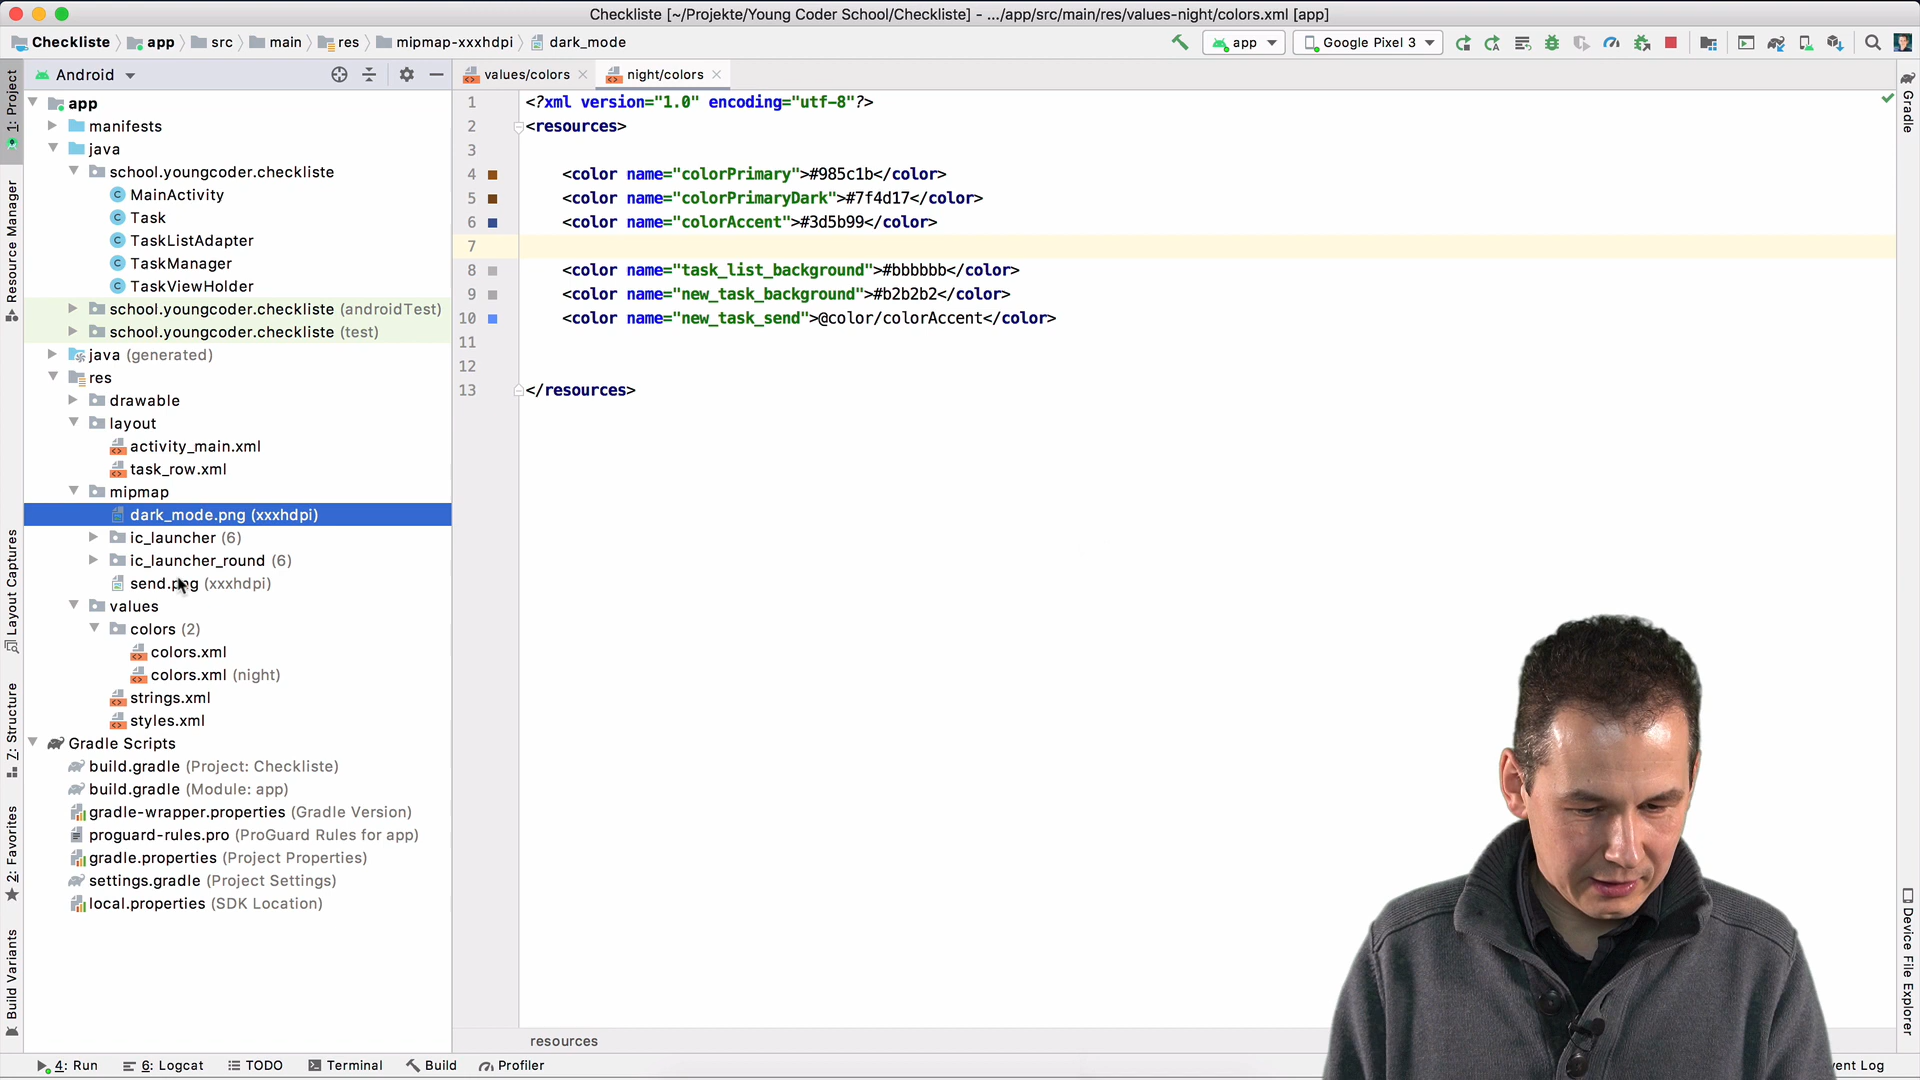 Checkliste [~/Projekte/Young Coder School/Checkliste] - .../app/src/main/res/values-night/colors.xml [app]
Checkliste app src main res mipmap-xxxhdpi dark_mode app Google Pixel 3
Android
values/colors
night/colors
1: Project
Resource Manager
Layout Captures
Z: Structure
2: Favorites
Build Variants
app
manifests
java
school.youngcoder.checkliste
MainActivity
Task
TaskListAdapter
TaskManager
TaskViewHolder
school.youngcoder.checkliste (androidTest)
school.youngcoder.checkliste (test)
java (generated)
res
drawable
layout
activity_main.xml
task_row.xml
mipmap
dark_mode.png (xxxhdpi)
ic_launcher (6)
ic_launcher_round (6)
send.png (xxxhdpi)
values
colors (2)
colors.xml
colors.xml (night)
strings.xml
styles.xml
Gradle Scripts
build.gradle (Project: Checkliste)
build.gradle (Module: app)
gradle-wrapper.properties (Gradle Version)
proguard-rules.pro (ProGuard Rules for app)
gradle.properties (Project Properties)
settings.gradle (Project Settings)
local.properties (SDK Location)
1 <?xml version="1.0" encoding="utf-8"?>
2 <resources>
3
4 <color name="colorPrimary">#985c1b</color>
5 <color name="colorPrimaryDark">#7f4d17</color>
6 <color name="colorAccent">#3d5b99</color>
7
8 <color name="task_list_background">#bbbbbb</color>
9 <color name="new_task_background">#b2b2b2</color>
10 <color name="new_task_send">@color/colorAccent</color>
11
12
13 </resources>
resources
Gradle
Device File Explorer
4: Run 6: Logcat TODO Terminal Build Profiler vent Log